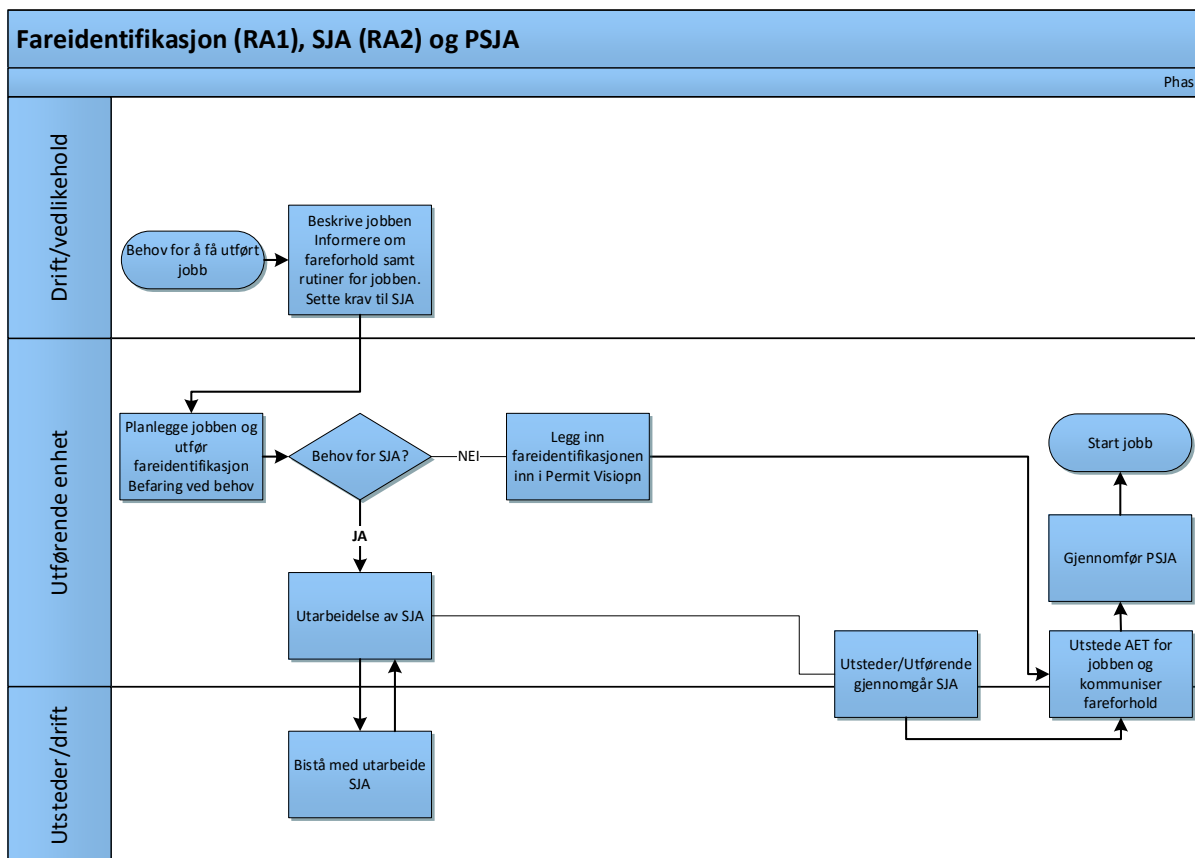 Fareidentifikasjon (RA1), SJA (RA2) og PSJA
Phas
Drift/vedlikehold
Behov for å få utført
jobb
Beskrive jobben
Informere om
fareforhold samt
rutiner for jobben.
Sette krav til SJA
Utførende enhet
Planlegge jobben og
utfør
fareidentifikasjon
Befaring ved behov
Behov for SJA?
NEI
Legg inn
fareidentifikasjonen
inn i Permit Visiopn
Start jobb
JA
Gjennomfør PSJA
Utarbeidelse av SJA
Utsteder/Utførende
gjennomgår SJA
Utstede AET for
jobben og
kommuniser
fareforhold
Utsteder/drift
Bistå med utarbeide
SJA